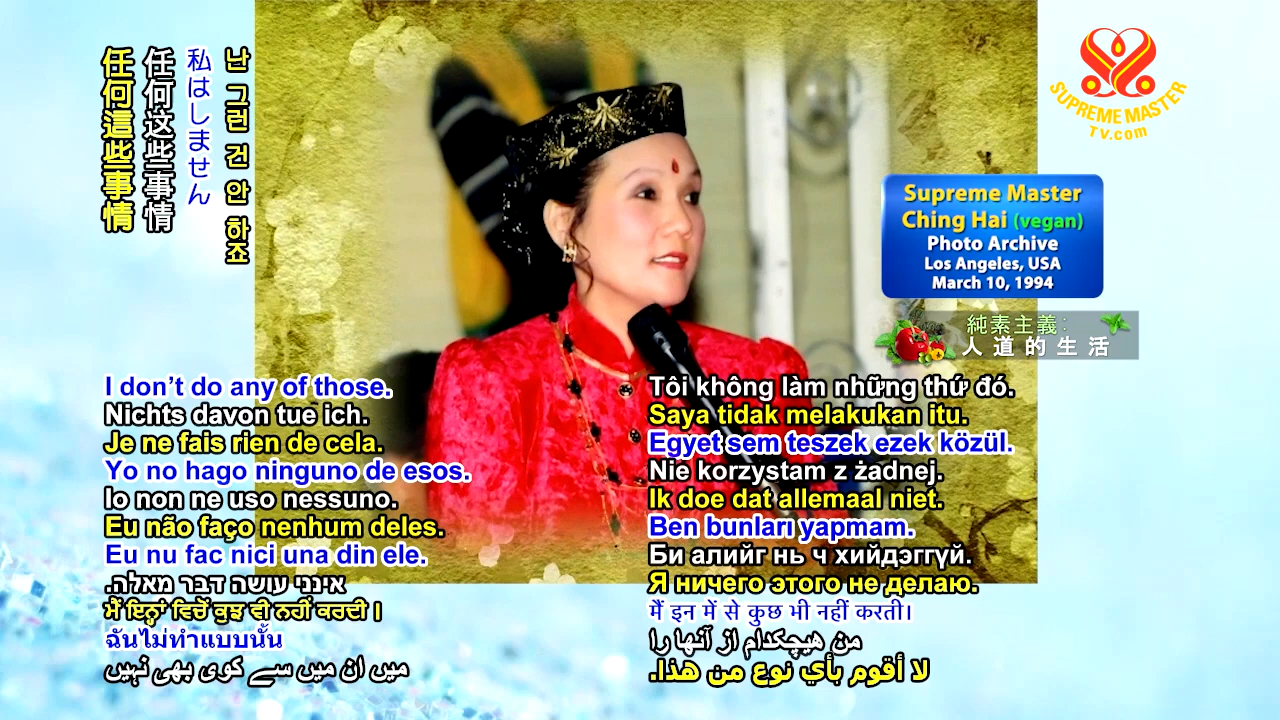 任何這些事情
任何这些事情
私はしません
난 그런 건 안 하죠
SUPREME MASTER
TV.com
Supreme Master
Ching Hai (vegan)
Photo Archive
Los Angeles, USA
March 10, 1994
純素主義:
人道的生活
I don't do any of those.
Nichts davon tue ich.
Je ne fais rien de cela.
Yo no hago ninguno de esos.
Io non ne uso nessuno.
Eu não faço nenhum deles.
Eu nu fac nici una din ele.
אינני עושה דבר מאלה.
ਮੈਂ ਇਨ੍ਹਾਂ ਵਿਚੋਂ ਕੁਝ ਵੀ ਨਹੀਂ ਕਰਦੀ।
ฉันไม่ทำแบบนั้น
میں ان میں سے کوی بھی نہیں
Tôi không làm những thứ đó.
Saya tidak melakukan itu.
Egyet sem teszek ezek közül.
Nie korzystam z żadnej.
Ik doe dat allemaal niet.
Ben bunları yapmam.
Би алийг нь ч хийдэггүй.
Я ничего этого не делаю.
मैं इन में से कुछ भी नहीं करती।
من هیچکدام از آنها را
لا أقوم بأي نوع من هذا.